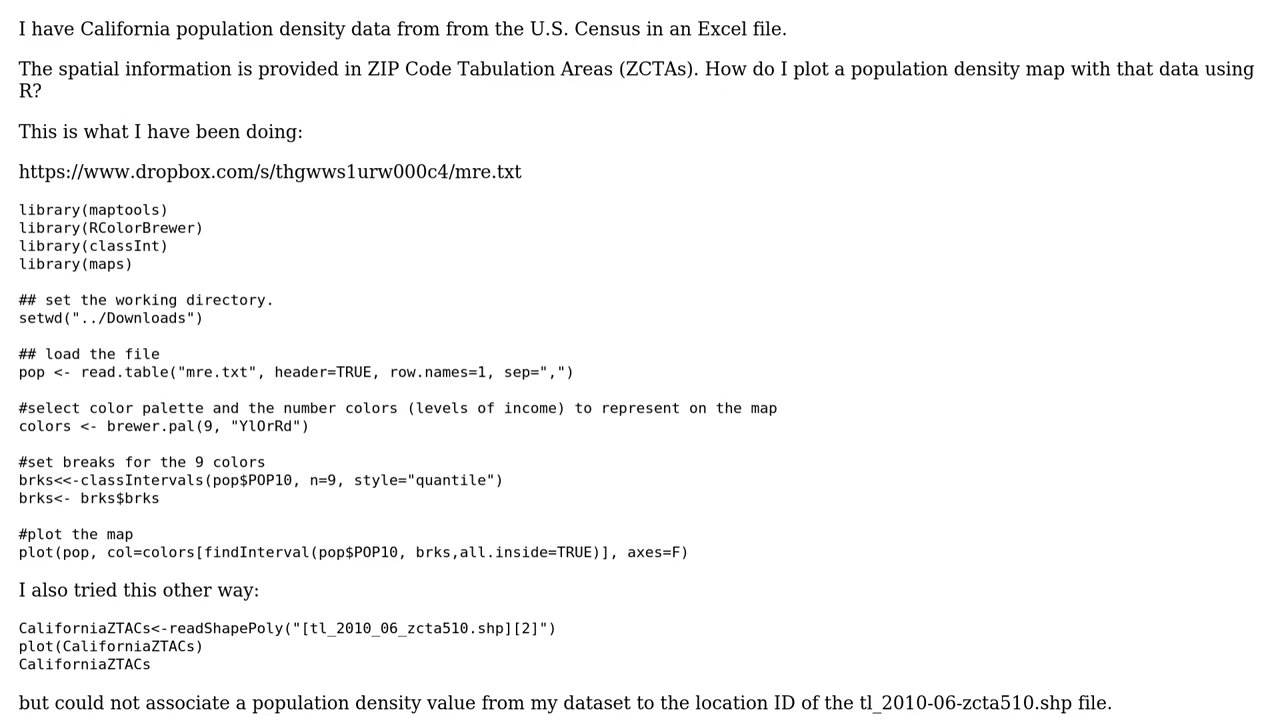 I have California population density data from from the U.S. Census in an Excel file.
The spatial information is provided in ZIP Code Tabulation Areas (ZCTAs). How do I plot a population density map with that data using
R?
This is what I have been doing:
https://www.dropbox.com/s/thgwws1urw000c4/mre.txt
library(maptools)
library(RColorBrewer)
library(classInt)
library(maps)
## set the working directory.
setwd("../Downloads")
## load the file
pop <- read.table("mre.txt", header=TRUE, row.names=1, sep=",")
#select color palette and the number colors (levels of income) to represent on the map
colors <- brewer.pal(9, "YlOrRd")
#set breaks for the 9 colors
brks<<-classIntervals(pop$POP10, n=9, style="quantile")
brks<- brks$brks
#plot the map
plot(pop, col=colors[findInterval(pop$POP10, brks,all.inside=TRUE)], axes=F)
I also tried this other way:
CaliforniaZTACs<-readShapePoly("[tl_2010_06_zcta510.shp][2]")
plot(CaliforniaZTACs)
CaliforniaZTACs
but could not associate a population density value from my dataset to the location ID of the tl_2010-06-zcta510.shp file.